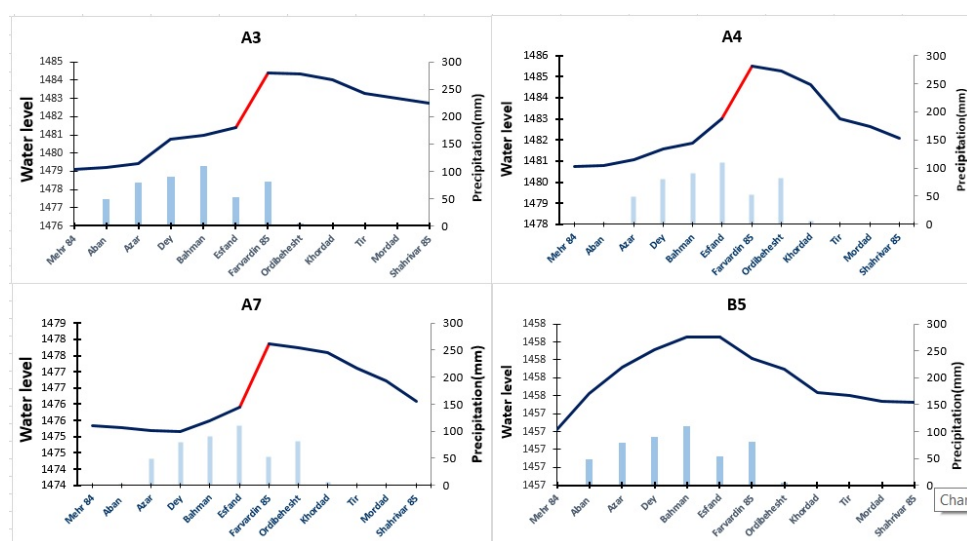 A3
Water level
1485
1484
1483
1482
1481
1480
1479
1478
1477
1476
300
250
200
150
100
50
0
Precipitation(mm)
Mehr 84
Aban
Azar
Dey
Bahman
Esfand
Farvardin 85
Ordibehesht
Khordad
Tir
Mordad
Shahrivar 85
A4
Water level
1486
1485
1484
1483
1482
1481
1480
1479
1478
300
250
200
150
100
50
0
Precipitation(mm)
Mehr 84
Aban
Azar
Dey
Bahman
Esfand
Farvardin 85
Ordibehesht
Khordad
Tir
Mordad
Shahrivar 85
A7
Water level
1479
1478
1478
1477
1477
1476
1476
1475
1475
1474
1474
300
250
200
150
100
50
0
Precipitation(mm)
Mehr 84
Aban
Azar
Dey
Bahman
Esfand
Farvardin 85
Ordibehesht
Khordad
Tir
Mordad
Shahrivar 85
B5
Water level
1458
1458
1458
1458
1458
1457
1457
1457
1457
1457
300
250
200
150
100
50
0
Precipitation(mm)
Mehr 84
Aban
Azar
Dey
Bahman
Esfand
Farvardin 85
Ordibehesht
Khordad
Tir
Mordad
Shahrivar 85